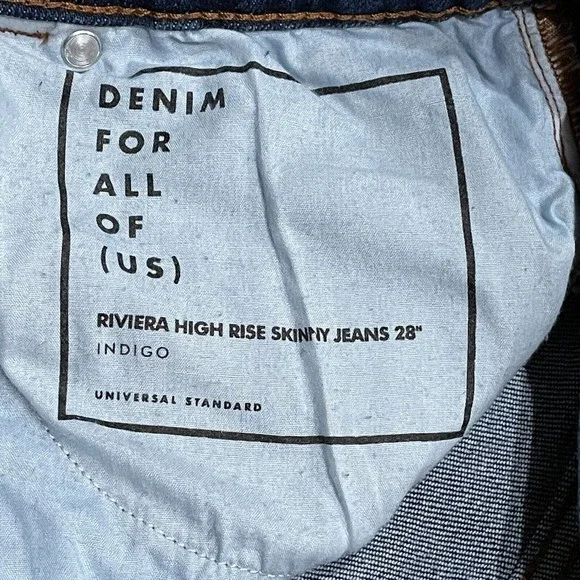 DENIM
FOR
ALL
OF
(US)
RIVIERA HIGH RISE SKINNY JEANS 28"
INDIGO
UNIVERSAL STANDARD